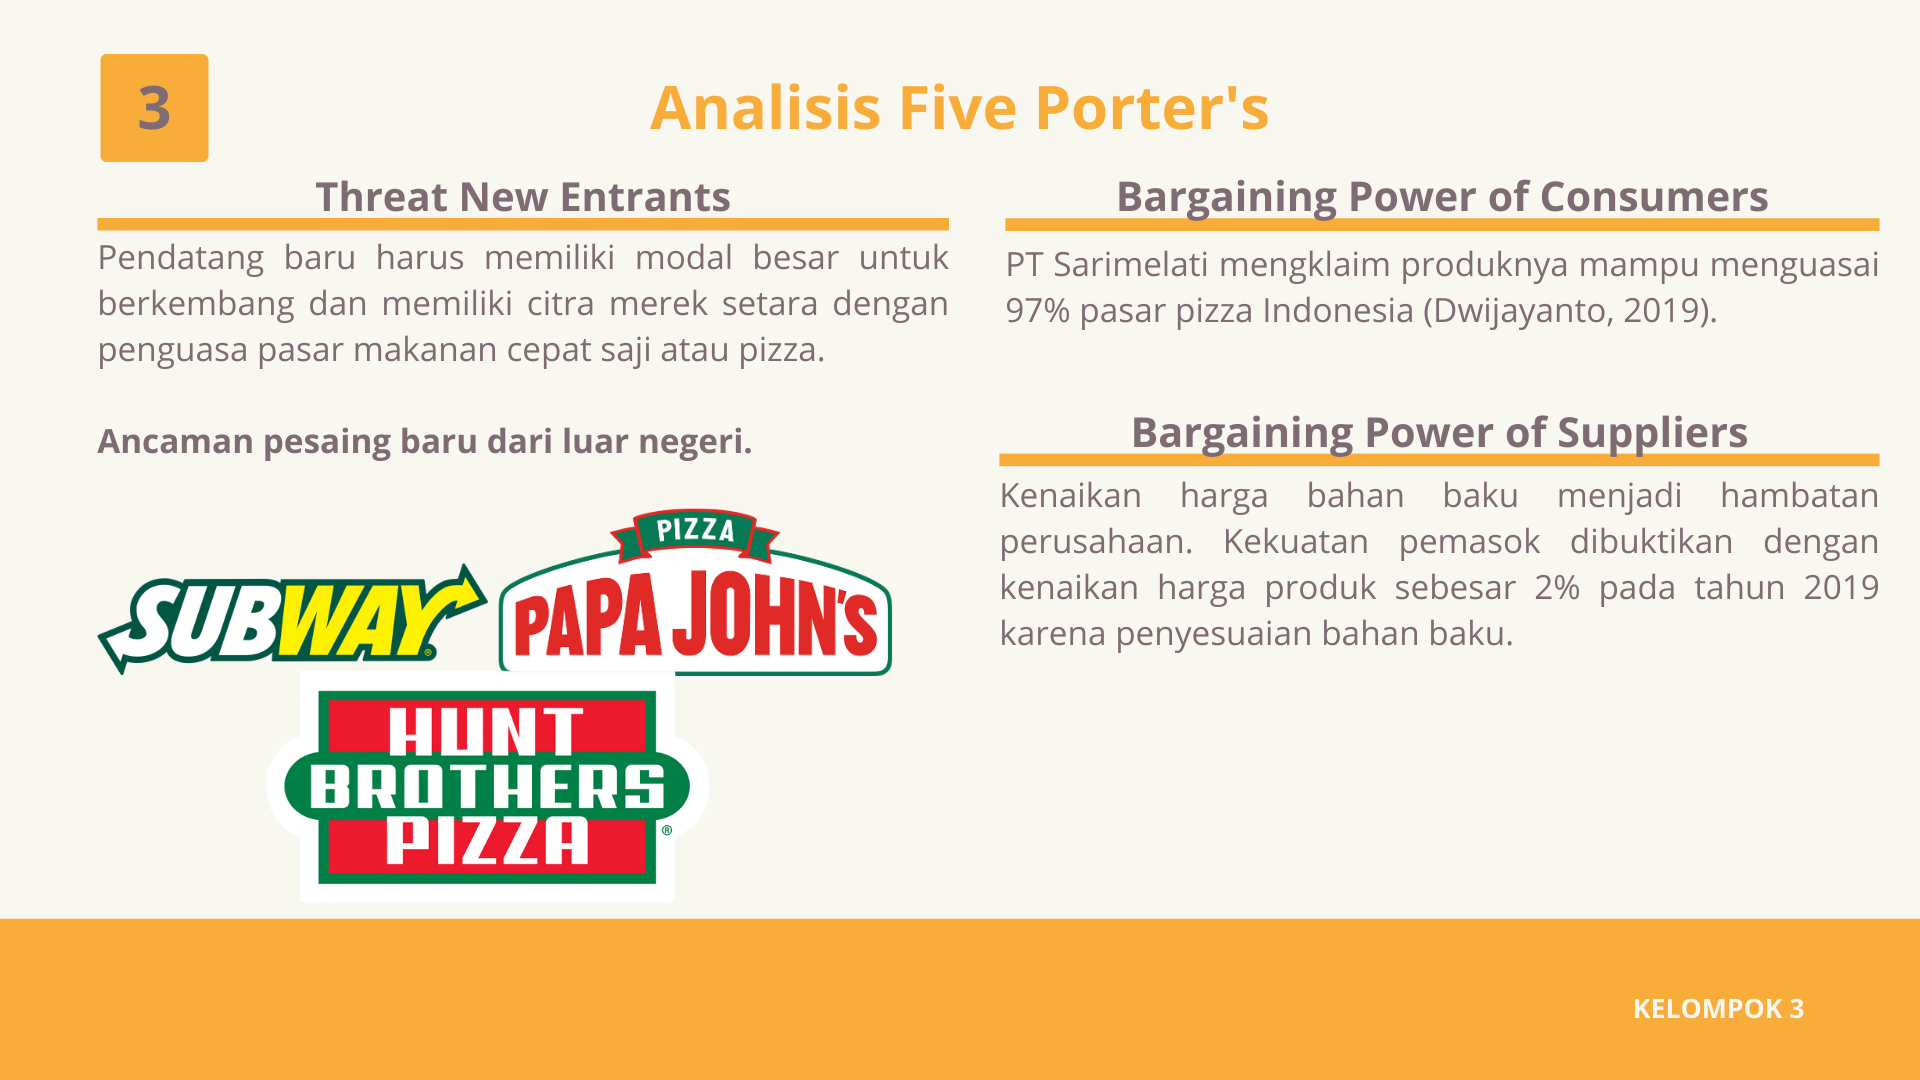 3
Analisis Five Porter's
Threat New Entrants
Pendatang baru harus memiliki modal besar untuk
berkembang dan memiliki citra merek setara dengan
penguasa pasar makanan cepat saji atau pizza.
Ancaman pesaing baru dari luar negeri.
SUBWAY®
PIZZA
PAPA JOHN'S
HUNT
BROTHERS
PIZZA ®
Bargaining Power of Consumers
PT Sarimelati mengklaim produknya mampu menguasai
97% pasar pizza Indonesia (Dwijayanto, 2019).
Bargaining Power of Suppliers
Kenaikan harga bahan baku menjadi hambatan
perusahaan. Kekuatan pemasok dibuktikan dengan
kenaikan harga produk sebesar 2% pada tahun 2019
karena penyesuaian bahan baku.
KELOMPOK 3